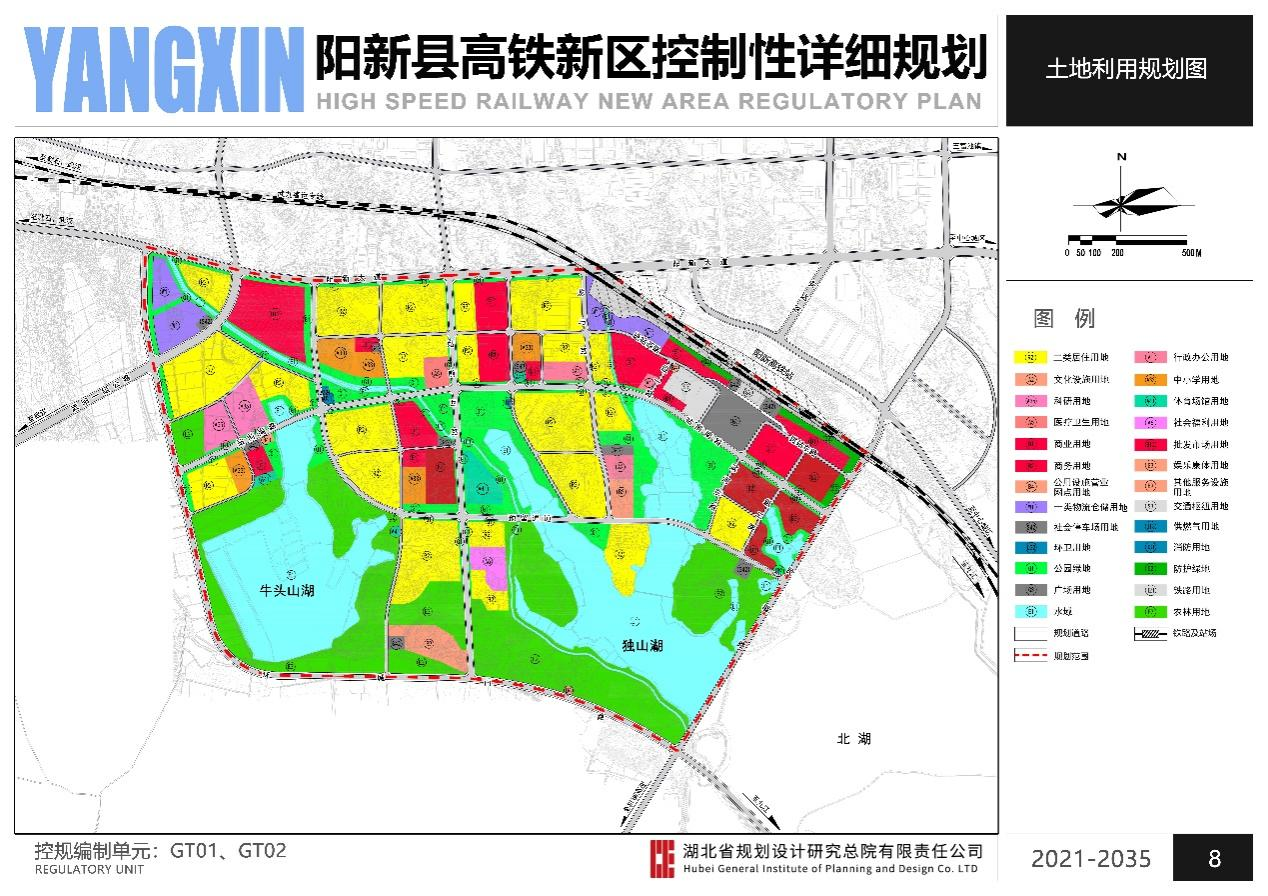 YANGXIN
阳新县高铁新区控制性详细规划
HIGH SPEED RAILWAY NEW AREA REGULATORY PLAN
土地利用规划图
N
0 50 100 200 500M
图 例
二类居住用地
行政办公用地
文化设施用地
中小学用地
科研用地
体育场馆用地
医疗卫生用地
社会福利用地
商业用地
批发市场用地
商务用地
娱乐康体用地
公用设施营业
网点用地
其他服务设施
用地
一类物流仓储用地
交通枢纽用地
社会停车场用地
供燃气用地
环卫用地
消防用地
公园绿地
防护绿地
广场用地
铁路用地
水域
农林用地
规划道路
铁路及站场
规划范围
牛头山湖
独山湖
北 湖
控规编制单元：GT01、GT02
REGULATORY UNIT
湖北省规划设计研究总院有限责任公司
Hubei General Institute of Planning and Design Co. LTD
2021-2035
8